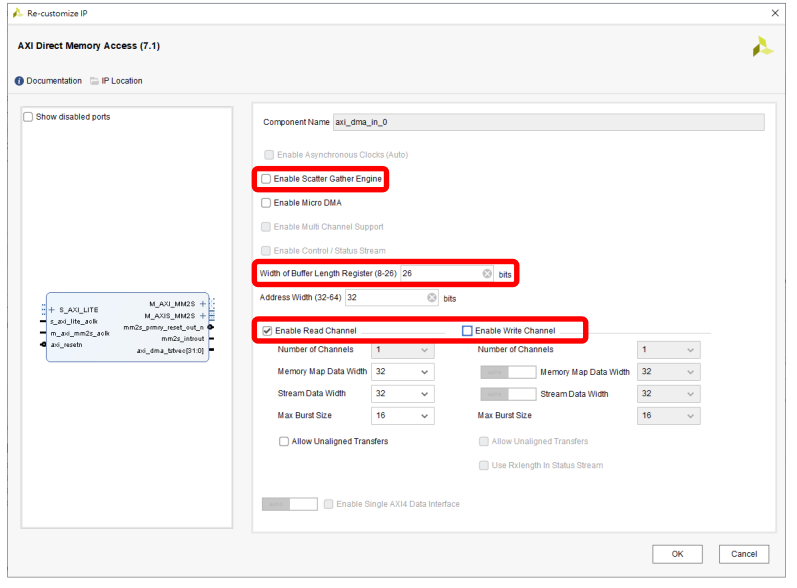 Re-customize IP
AXI Direct Memory Access (7.1)
Documentation IP Location
Show disabled ports
S_AXI_LITE
s_axi_lite_aclk
m_axi_mm2s_aclk
axi_resetn
M_AXI_MM2S
M_AXIS_MM2S
mm2s_prmry_reset_out_n
mm2s_introut
axi_dma_tstvec[31:0]
Component Name axi_dma_in_0
Enable Asynchronous Clocks (Auto)
Enable Scatter Gather Engine
Enable Micro DMA
Enable Multi Channel Support
Enable Control / Status Stream
Width of Buffer Length Register (8-26) 26 bits
Address Width (32-64) 32 bits
Enable Read Channel Enable Write Channel
Number of Channels 1 Number of Channels 1
Memory Map Data Width 32 Memory Map Data Width 32
Stream Data Width 32 Stream Data Width 32
Max Burst Size 16 Max Burst Size 16
Allow Unaligned Transfers Allow Unaligned Transfers
Use Rxlength In Status Stream
Enable Single AXI4 Data Interface
OK Cancel